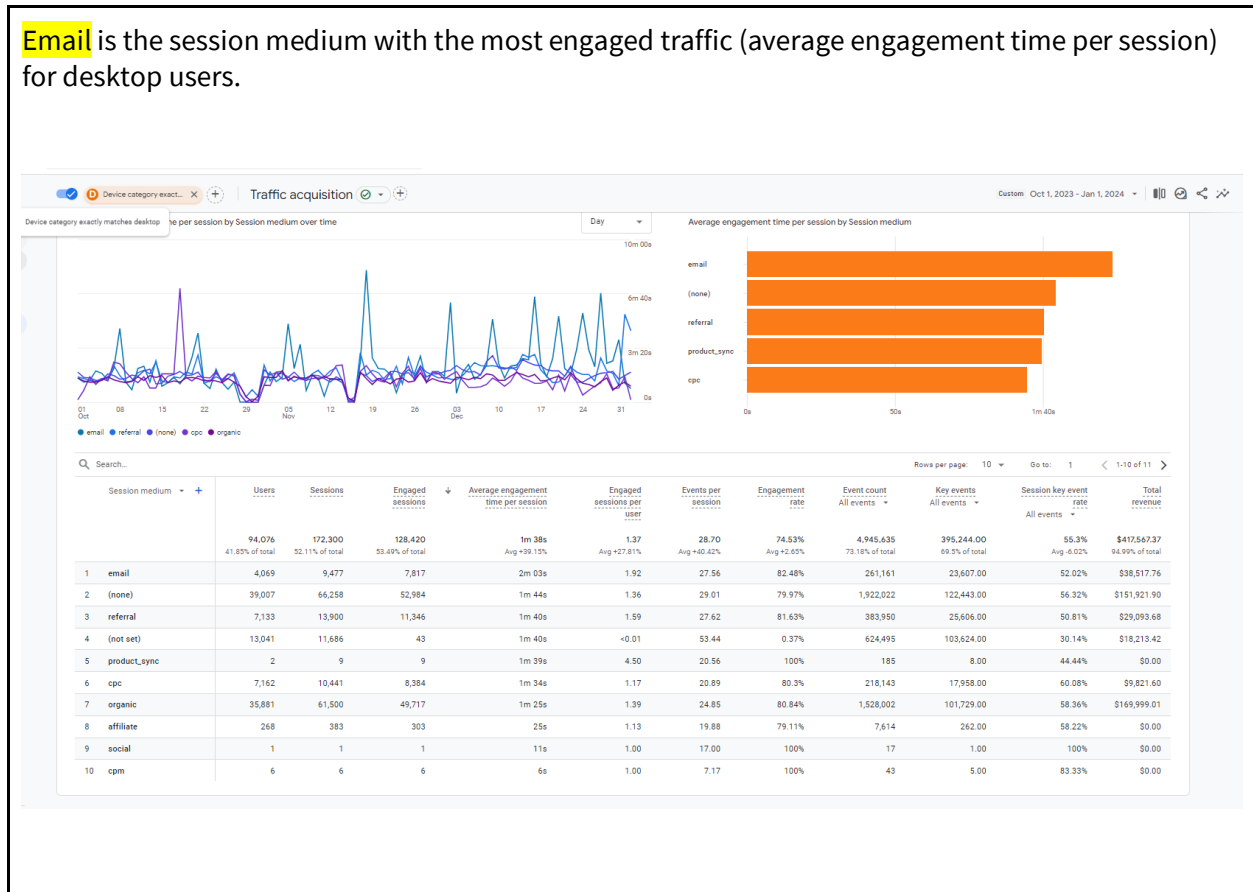 Email is the session medium with the most engaged traffic (average engagement time per session)
for desktop users.
D Device category exact... Traffic acquisition
Custom Oct 1, 2023 - Jan 1, 2024
Device category exactly matches desktop
ne per session by Session medium over time
Day
Average engagement time per session by Session medium
10m 00s
6m 40s
3m 20s
0s
01 08 15 22 29 05 12 19 26 03 10 17 24 31
Oct Nov Dec
email referral (none) cpc organic
email
(none)
referral
product_sync
cpc
0s 50s 1m 40s
Search...
Rows per page: 10 Go to: 1 1-10 of 11
Session medium Users Sessions Engaged sessions Average engagement time per session Engaged sessions per user Events per session Engagement rate Event count All events Key events All events Session key event rate All events Total revenue
94,076 172,300 128,420 1m 38s 1.37 28.70 74.53% 4,945,635 395,244.00 55.3% $417,567.37
41.85% of total 52.11% of total 53.49% of total Avg +39.15% Avg +27.81% Avg +40.42% Avg +2.65% 73.18% of total 69.5% of total Avg -6.02% 94.99% of total
1 email 4,069 9,477 7,817 2m 03s 1.92 27.56 82.48% 261,161 23,607.00 52.02% $38,517.76
2 (none) 39,007 66,258 52,984 1m 44s 1.36 29.01 79.97% 1,922,022 122,443.00 56.32% $151,921.90
3 referral 7,133 13,900 11,346 1m 40s 1.59 27.62 81.63% 383,950 25,606.00 50.81% $29,093.68
4 (not set) 13,041 11,686 43 1m 40s <0.01 53.44 0.37% 624,495 103,624.00 30.14% $18,213.42
5 product_sync 2 9 9 1m 39s 4.50 20.56 100% 185 8.00 44.44% $0.00
6 cpc 7,162 10,441 8,384 1m 34s 1.17 20.89 80.3% 218,143 17,958.00 60.08% $9,821.60
7 organic 35,881 61,500 49,717 1m 25s 1.39 24.85 80.84% 1,528,002 101,729.00 58.36% $169,999.01
8 affiliate 268 383 303 25s 1.13 19.88 79.11% 7,614 262.00 58.22% $0.00
9 social 1 1 1 11s 1.00 17.00 100% 17 1.00 100% $0.00
10 cpm 6 6 6 6s 1.00 7.17 100% 43 5.00 83.33% $0.00